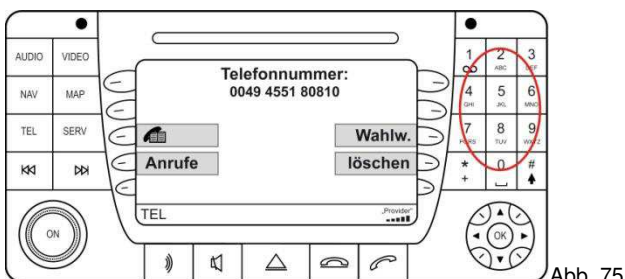 AUDIO VIDEO
NAV MAP
TEL SERV
ON
Telefonnummer:
0049 4551 80810
Wahlw.
Anrufe löschen
TEL „Provider“
1 2 ABC 3 DEF
4 GHI 5 JKL 6 MNO
7 PQRS 8 TUV 9 WXYZ
* + 0 #
OK
Abb. 75